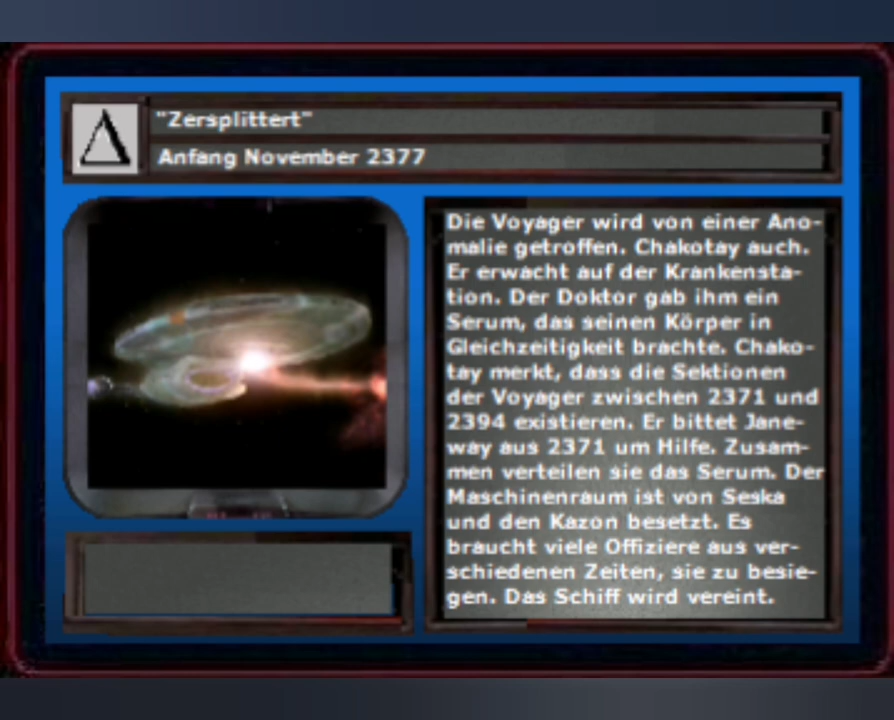 Δ
"Zersplittert"
Anfang November 2377
Die Voyager wird von einer Ano-
malie getroffen. Chakotay auch.
Er erwacht auf der Krankensta-
tion. Der Doktor gab ihm ein
Serum, das seinen Körper in
Gleichzeitigkeit brachte. Chako-
tay merkt, dass die Sektionen
der Voyager zwischen 2371 und
2394 existieren. Er bittet Jane-
way aus 2371 um Hilfe. Zusam-
men verteilen sie das Serum. Der
Maschinenraum ist von Seska
und den Kazon besetzt. Es
braucht viele Offiziere aus ver-
schiedenen Zeiten, sie zu besie-
gen. Das Schiff wird vereint.